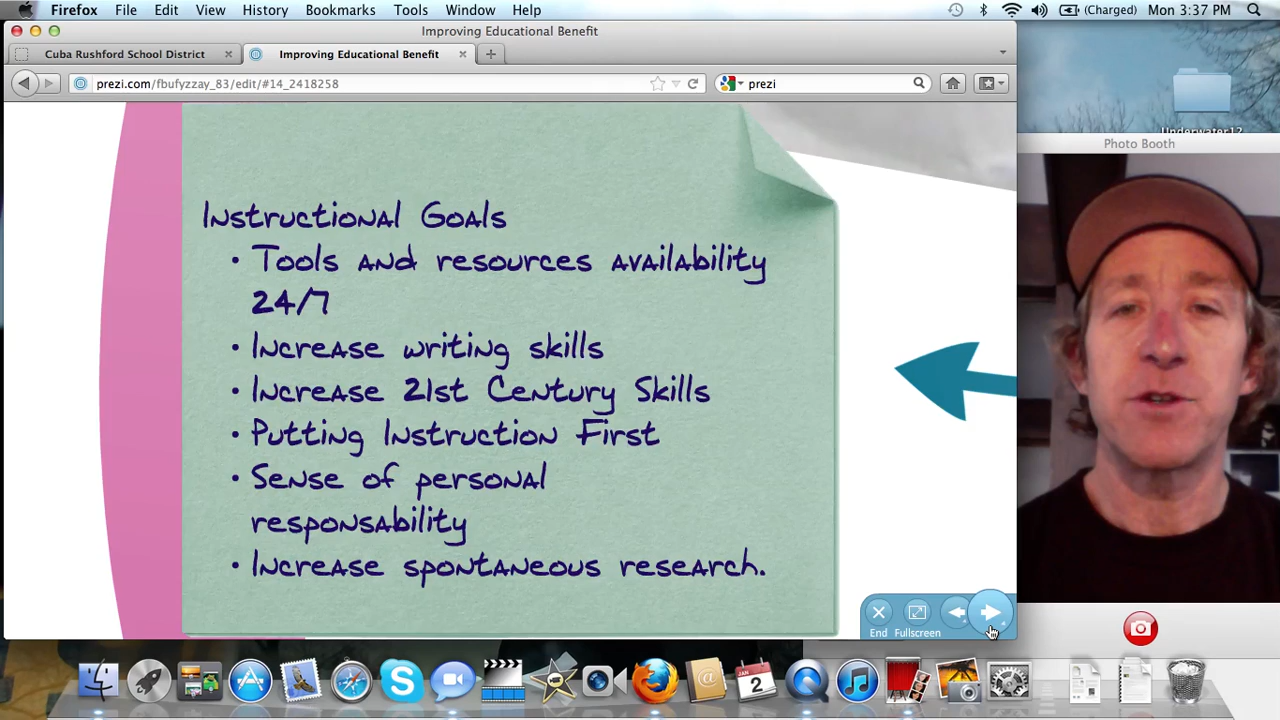 Firefox File Edit View History Bookmarks Tools Window Help (Charged) Mon 3:37 PM
Improving Educational Benefit
Cuba Rushford School District Improving Educational Benefit
prezi.com/fbufyzzay_83/edit/#14_2418258 prezi
Underwater12
Photo Booth
Instructional Goals
• Tools and resources availability
24/7
• Increase writing skills
• Increase 21st Century Skills
• Putting Instruction First
• Sense of personal
responsability
• Increase spontaneous research.
End Fullscreen
JAN
2